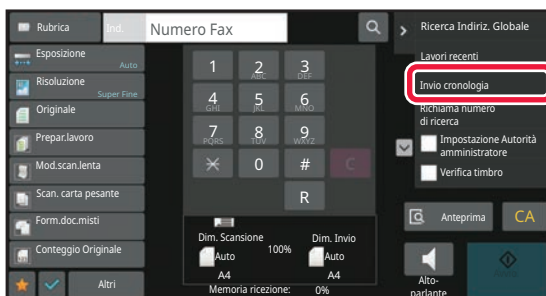 Rubrica
Ind.
Numero Fax
Ricerca Indiriz. Globale
Esposizione
Auto
Risoluzione
Super Fine
Originale
Prepar.lavoro
Mod.scan.lenta
Scan. carta pesante
Form.doc.misti
Conteggio Originale
Altri
1
2
ABC
3
DEF
4
GHI
5
JKL
6
MNO
7
PQRS
8
TUV
9
WXYZ
0
#
C
R
Dim. Scansione
100%
Dim. Invio
Auto
Auto
A4
A4
Memoria ricezione: 0%
Lavori recenti
Invio cronologia
Richiama numero
di ricerca
Impostazione Autorità
amministratore
Verifica timbro
Anteprima
CA
Alto-
parlante